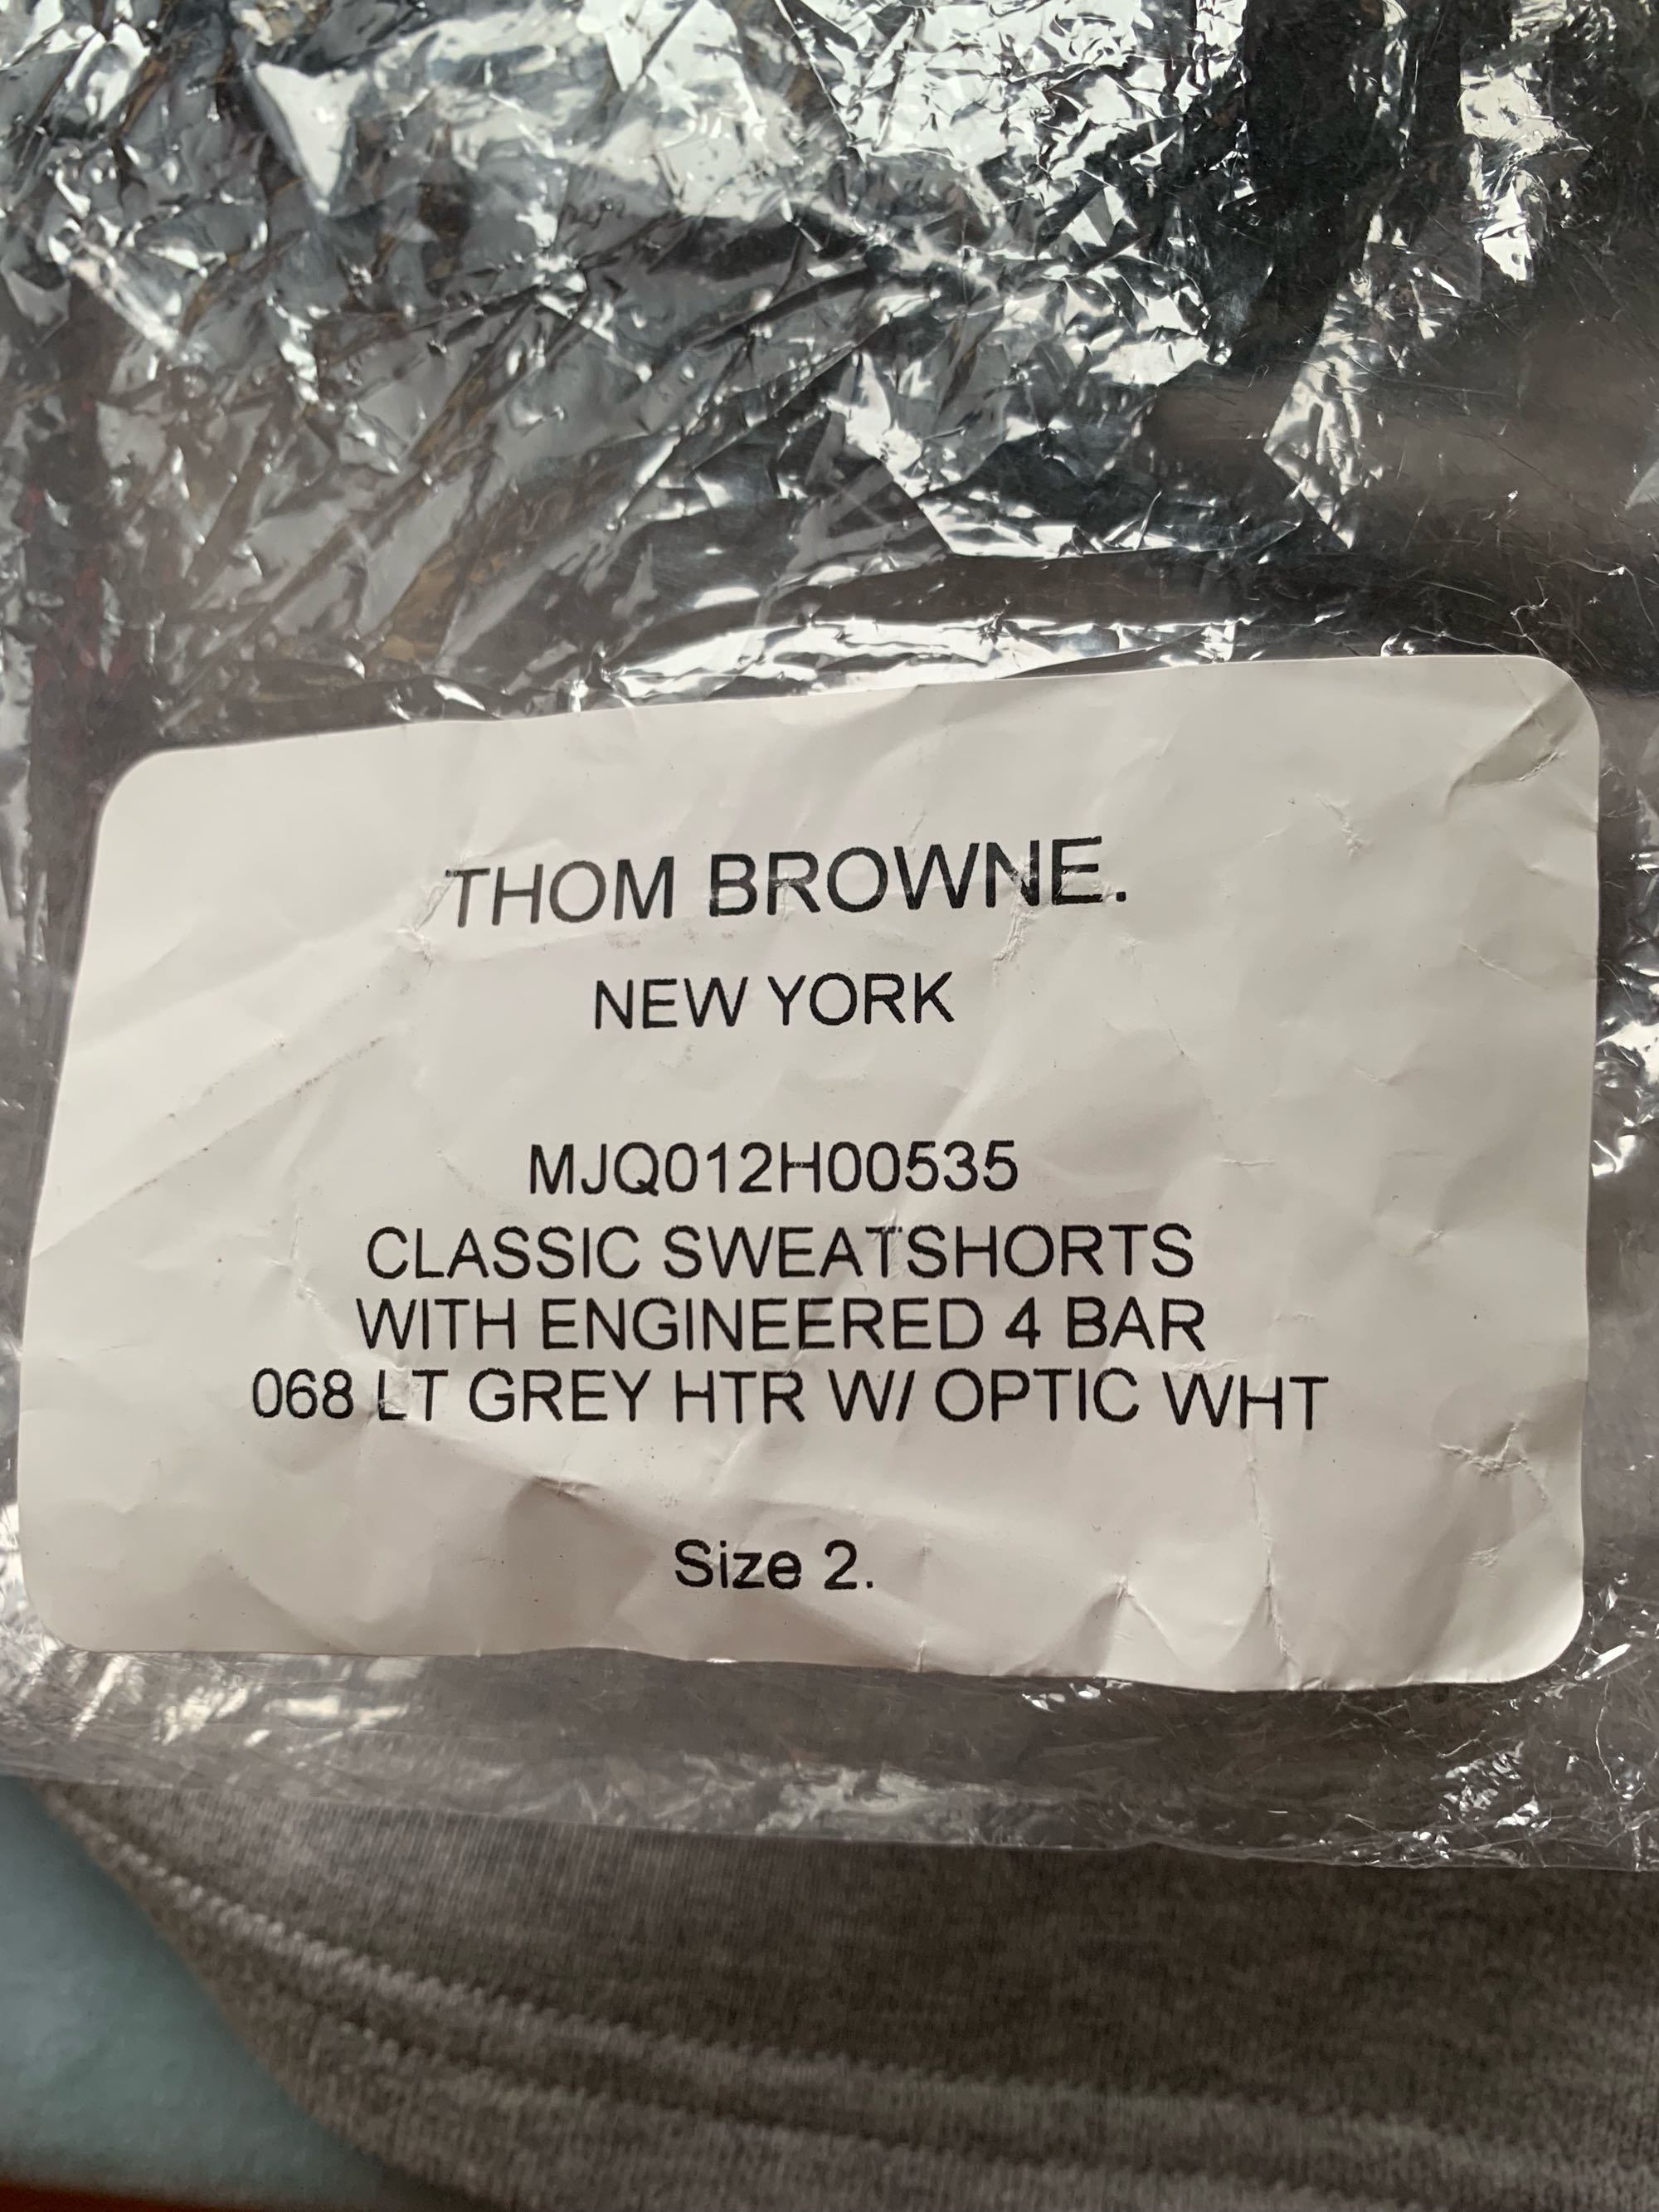 THOM BROWNE.
NEW YORK
MJQ012H00535
CLASSIC SWEATSHORTS
WITH ENGINEERED 4 BAR
068 LT GREY HTR W/ OPTIC WHT
Size 2.